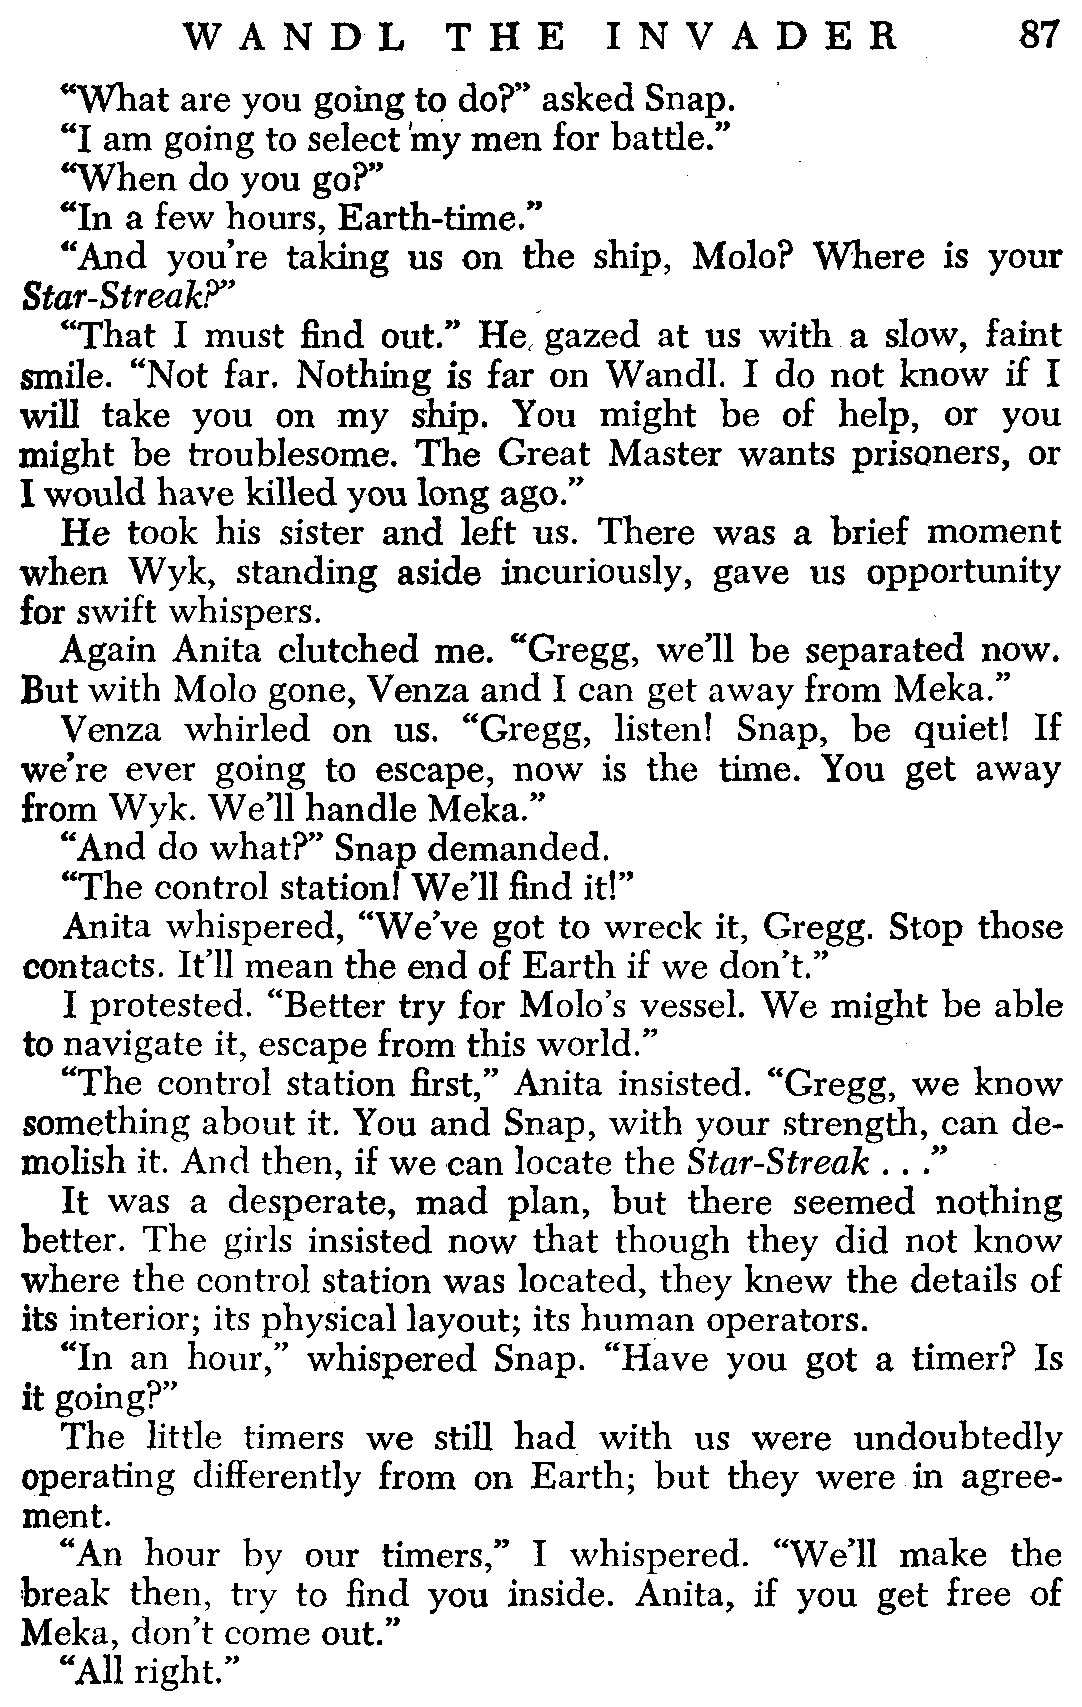 WANDL THE INVADER 87
“What are you going to do?” asked Snap.
“I am going to select my men for battle.”
“When do you go?”
“In a few hours, Earth-time.”
“And you’re taking us on the ship, Molo? Where is your
Star-Streak?”
“That I must find out.” He gazed at us with a slow, faint
smile. “Not far. Nothing is far on Wandl. I do not know if I
will take you on my ship. You might be of help, or you
might be troublesome. The Great Master wants prisoners, or
I would have killed you long ago.”
He took his sister and left us. There was a brief moment
when Wyk, standing aside incuriously, gave us opportunity
for swift whispers.
Again Anita clutched me. “Gregg, we’ll be separated now.
But with Molo gone, Venza and I can get away from Meka.”
Venza whirled on us. “Gregg, listen! Snap, be quiet! If
we’re ever going to escape, now is the time. You get away
from Wyk. We’ll handle Meka.”
“And do what?” Snap demanded.
“The control station! We’ll find it!”
Anita whispered, “We’ve got to wreck it, Gregg. Stop those
contacts. It’ll mean the end of Earth if we don’t.”
I protested. “Better try for Molo’s vessel. We might be able
to navigate it, escape from this world.”
“The control station first,” Anita insisted. “Gregg, we know
something about it. You and Snap, with your strength, can de-
molish it. And then, if we can locate the Star-Streak . . .”
It was a desperate, mad plan, but there seemed nothing
better. The girls insisted now that though they did not know
where the control station was located, they knew the details of
its interior; its physical layout; its human operators.
“In an hour,” whispered Snap. “Have you got a timer? Is
it going?”
The little timers we still had with us were undoubtedly
operating differently from on Earth; but they were in agree-
ment.
“An hour by our timers,” I whispered. “We’ll make the
break then, try to find you inside. Anita, if you get free of
Meka, don’t come out.”
“All right.”